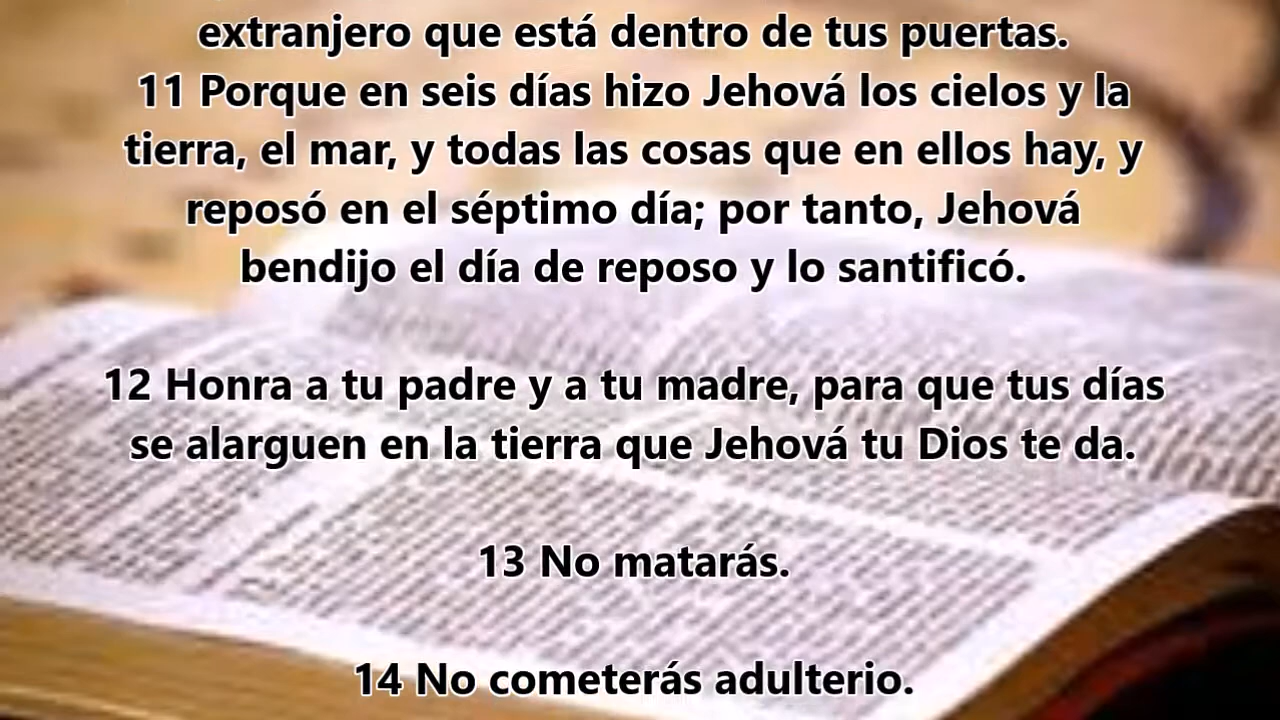 extranjero que está dentro de tus puertas.
11 Porque en seis días hizo Jehová los cielos y la
tierra, el mar, y todas las cosas que en ellos hay, y
reposó en el séptimo día; por tanto, Jehová
bendijo el día de reposo y lo santificó.
12 Honra a tu padre y a tu madre, para que tus días
se alarguen en la tierra que Jehová tu Dios te da.
13 No matarás.
14 No cometerás adulterio.